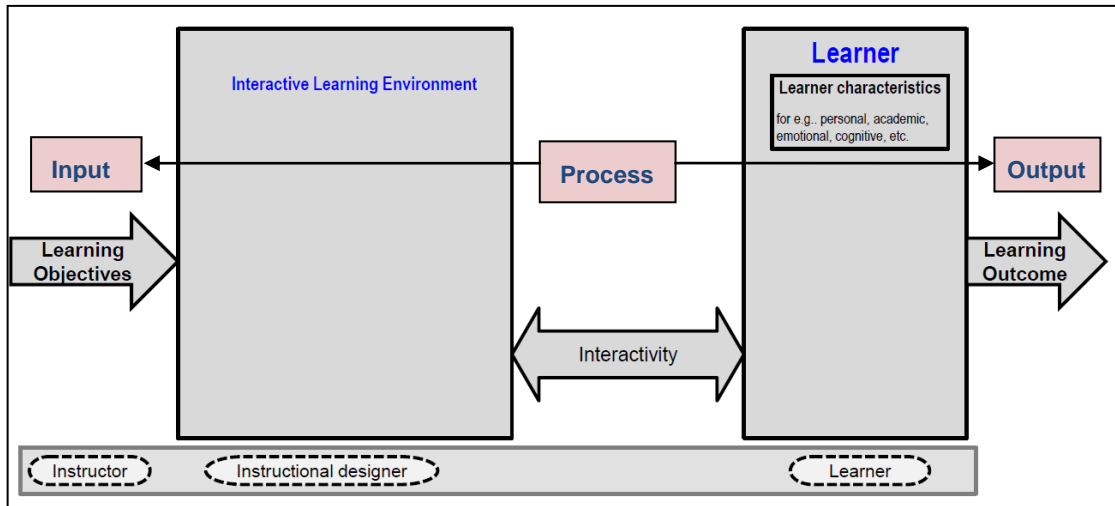 Interactive Learning Environment
Learner
Learner characteristics
for e.g.. personal, academic,
emotional, cognitive, etc.
Input
Process
Output
Learning
Objectives
Learning
Outcome
Interactivity
Instructor
Instructional designer
Learner